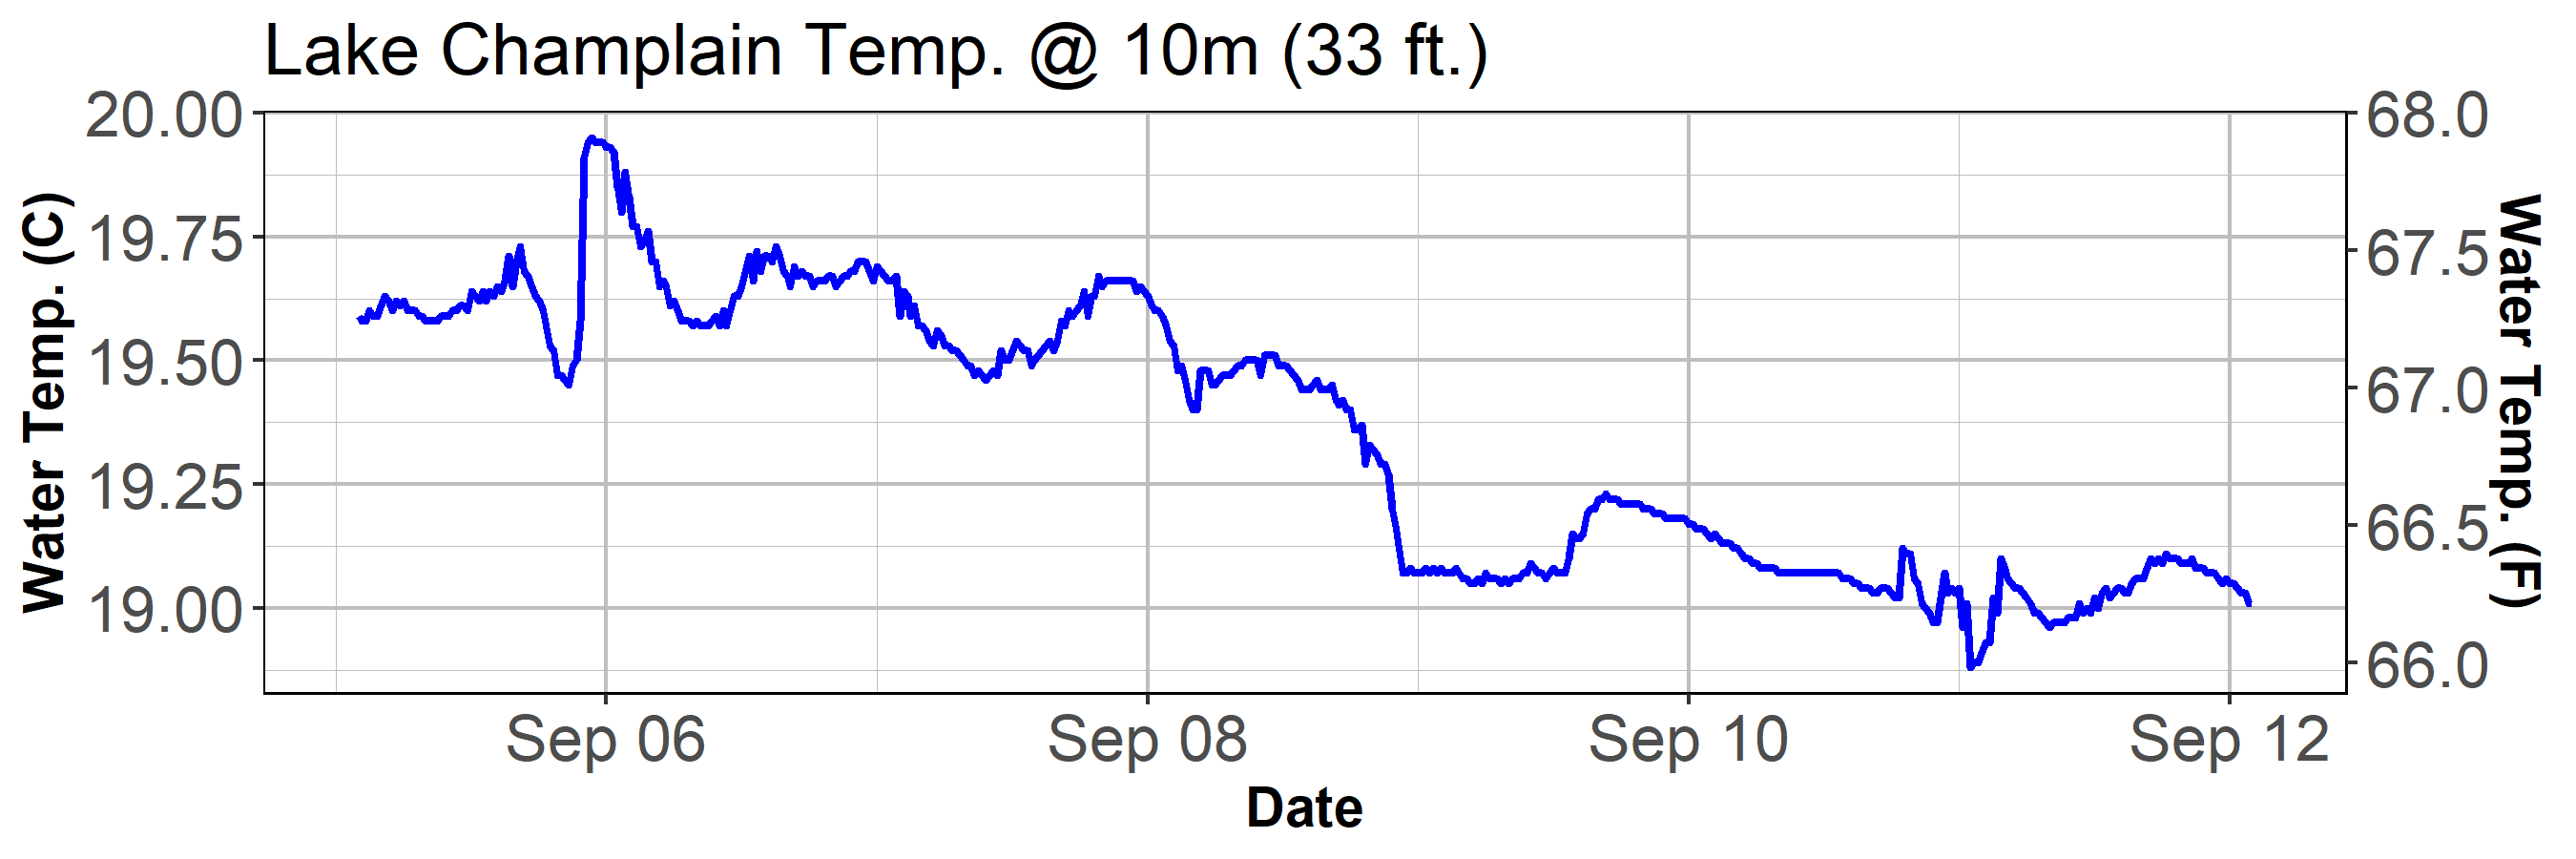 Lake Champlain Temp. @ 10m (33 ft.)
Water Temp. (C)
20.00
19.75
19.50
19.25
19.00
68.0
67.5
67.0
66.5
66.0
Water Temp. (F)
Sep 06
Sep 08
Sep 10
Sep 12
Date